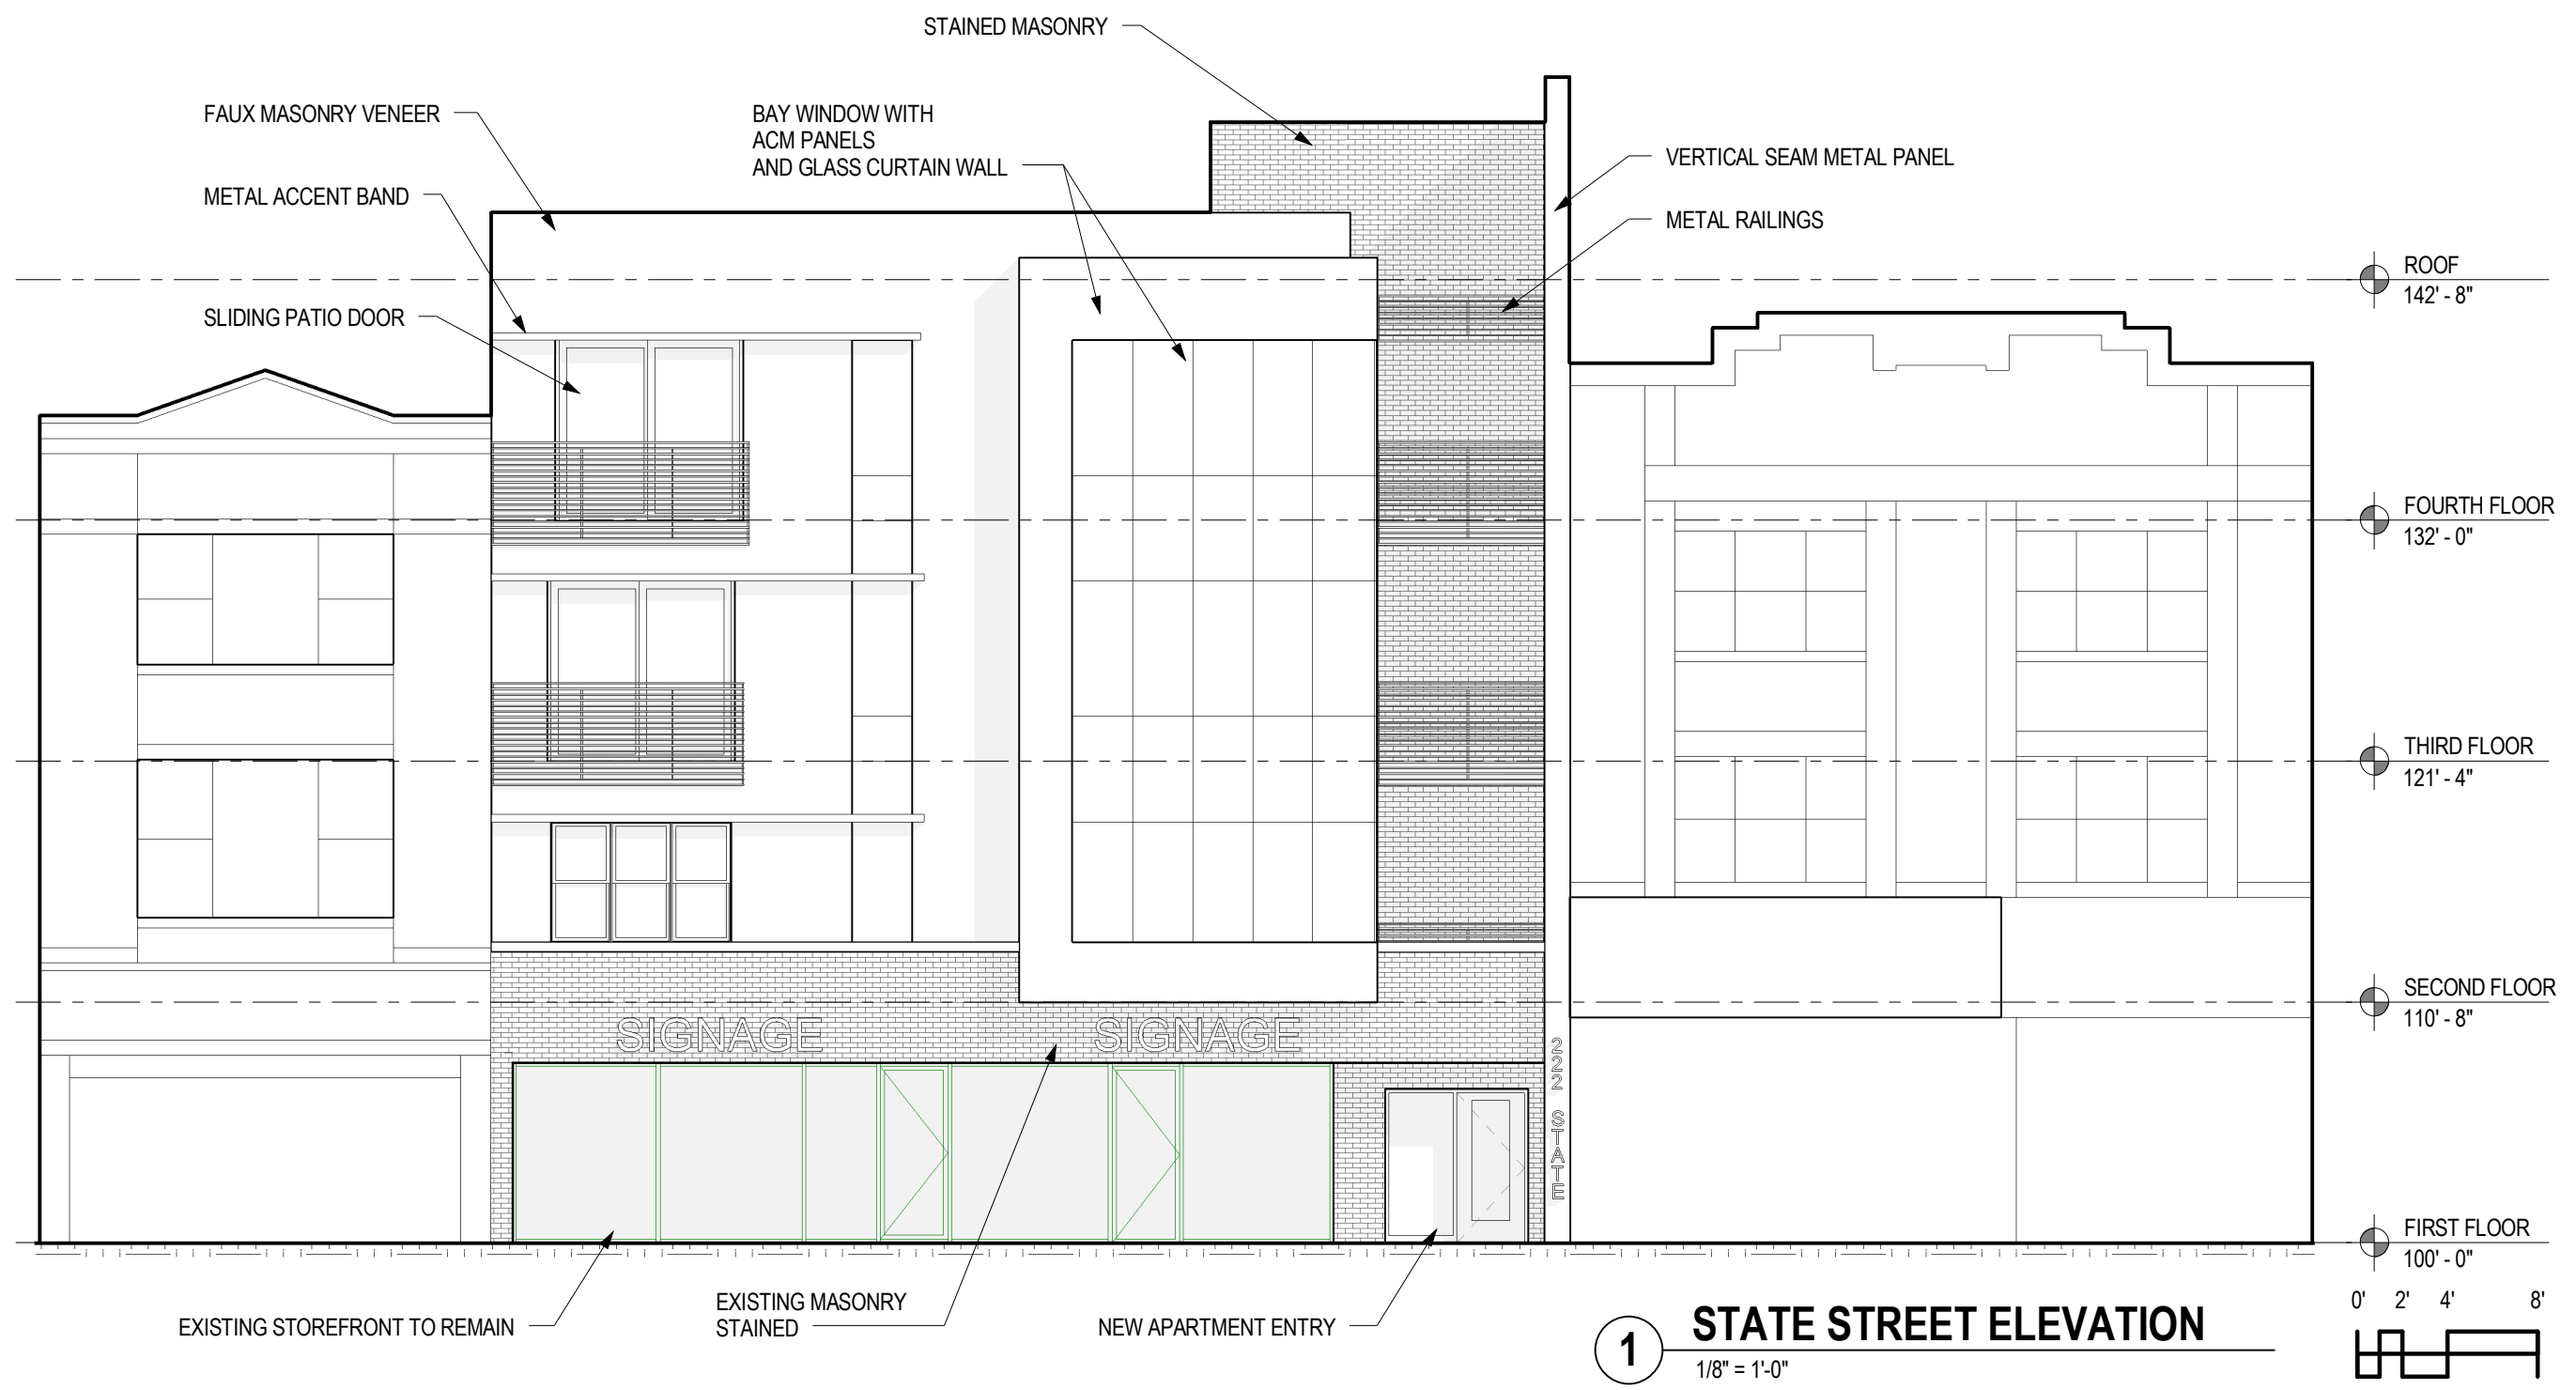 STAINED MASONRY
FAUX MASONRY VENEER
BAY WINDOW WITH
ACM PANELS
AND GLASS CURTAIN WALL
VERTICAL SEAM METAL PANEL
METAL ACCENT BAND
METAL RAILINGS
ROOF
142' - 8"
SLIDING PATIO DOOR
FOURTH FLOOR
132' - 0"
THIRD FLOOR
121' - 4"
SECOND FLOOR
110' - 8"
SIGNAGE SIGNAGE
222 STATE
FIRST FLOOR
100' - 0"
EXISTING STOREFRONT TO REMAIN
EXISTING MASONRY
STAINED
NEW APARTMENT ENTRY
1 STATE STREET ELEVATION
1/8" = 1'-0"
0' 2' 4' 8'